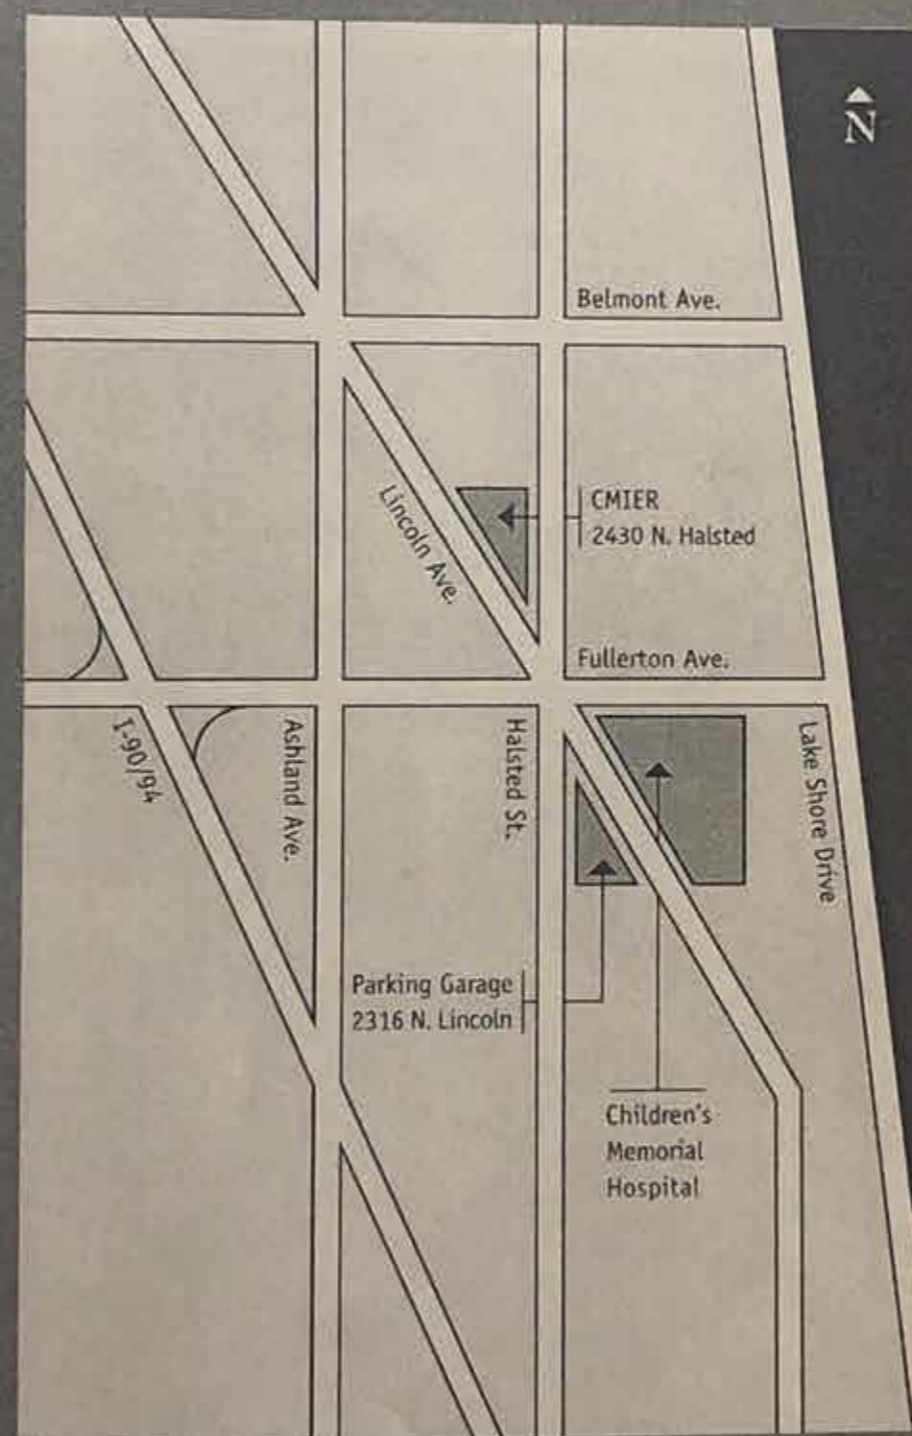 N
Belmont Ave.
CMIER
2430 N. Halsted
Lincoln Ave.
Fullerton Ave.
I-90/94
Ashland Ave.
Halsted St.
Lake Shore Drive
Parking Garage
2316 N. Lincoln
Children's
Memorial
Hospital